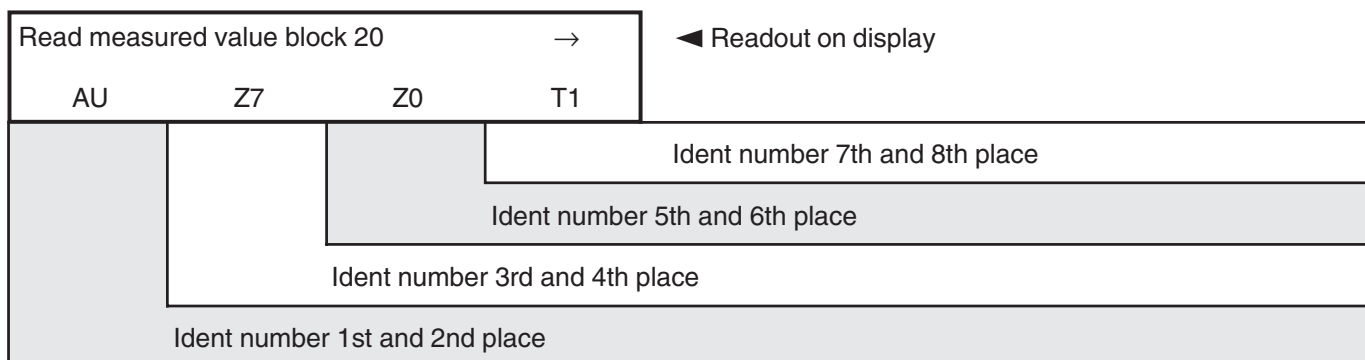 Read measured value block 20 → ◄ Readout on display
AU Z7 Z0 T1
Ident number 7th and 8th place
Ident number 5th and 6th place
Ident number 3rd and 4th place
Ident number 1st and 2nd place